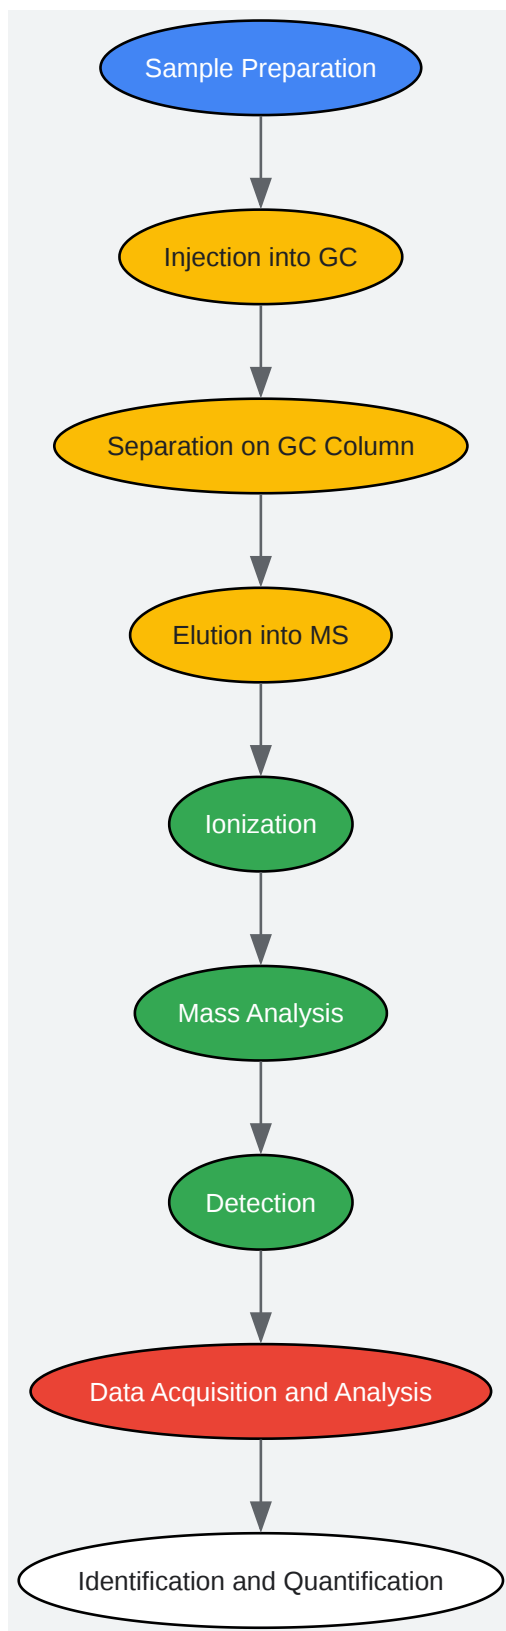 Sample Preparation
Injection into GC
Separation on GC Column
Elution into MS
Ionization
Mass Analysis
Detection
Data Acquisition and Analysis
Identification and Quantification